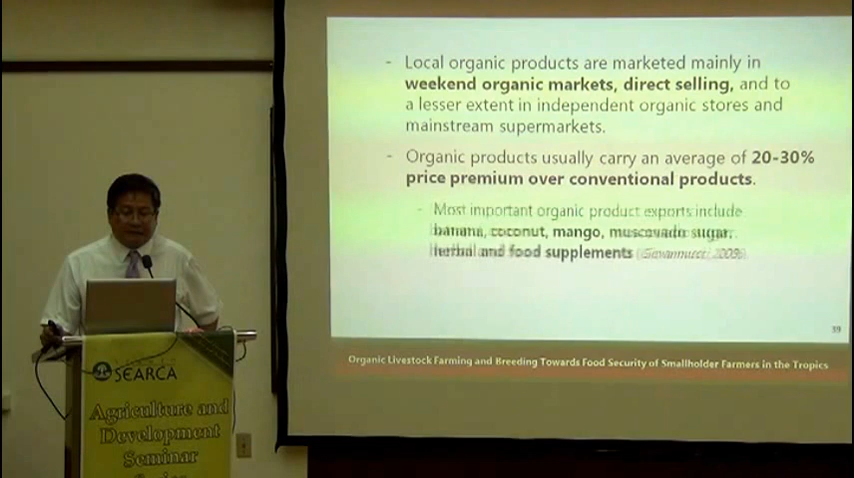 - Local organic products are marketed mainly in
weekend organic markets, direct selling, and to
a lesser extent in independent organic stores and
mainstream supermarkets.
- Organic products usually carry an average of 20-30%
price premium over conventional products.
- Most important organic product exports include
banana, coconut, mango, muscovado sugar,
herbal and food supplements
39
Organic Livestock Farming and Breeding Towards Food Security of Smallholder Farmers in the Tropics
SEARCA
Agriculture and
Development
Seminar
Series